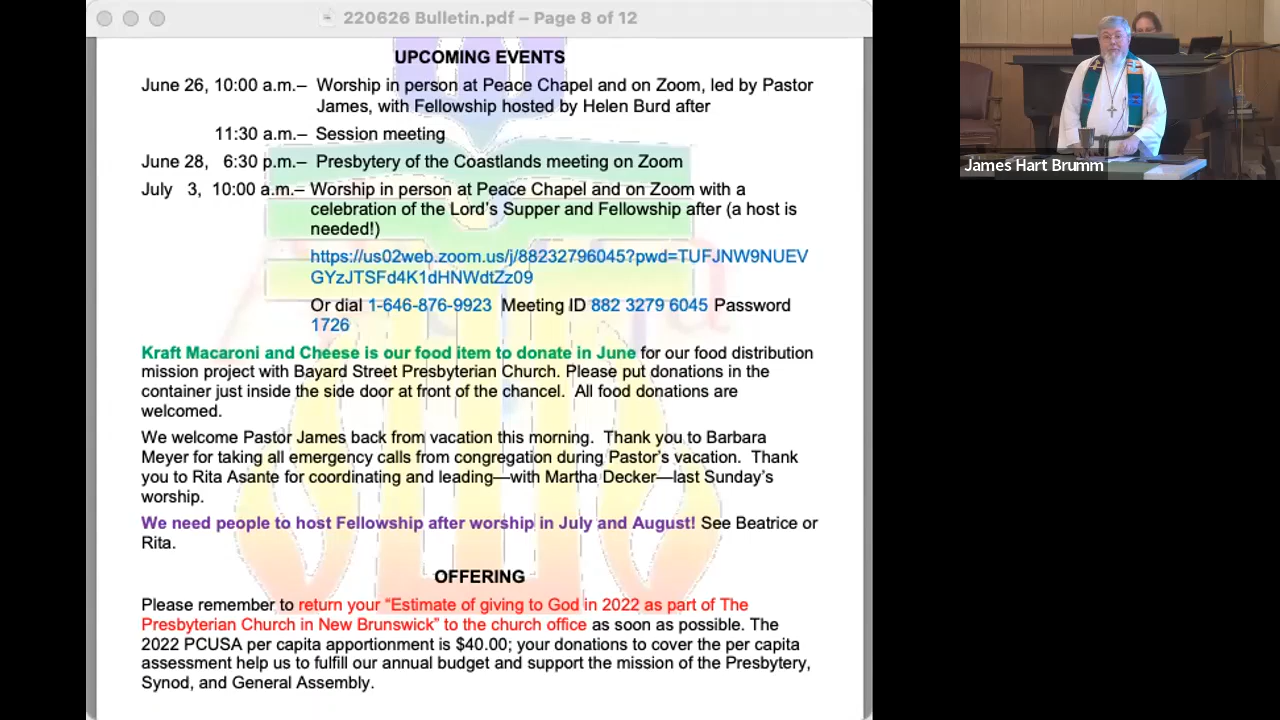 220626 Bulletin.pdf – Page 8 of 12
UPCOMING EVENTS
June 26, 10:00 a.m.– Worship in person at Peace Chapel and on Zoom, led by Pastor
James, with Fellowship hosted by Helen Burd after
11:30 a.m.– Session meeting
June 28, 6:30 p.m.– Presbytery of the Coastlands meeting on Zoom
July 3, 10:00 a.m.– Worship in person at Peace Chapel and on Zoom with a
celebration of the Lord's Supper and Fellowship after (a host is
needed!)
https://us02web.zoom.us/j/88232796045?pwd=TUFJNW9NUEV
GYzJTSFd4K1dHNWdtZz09
Or dial 1-646-876-9923 Meeting ID 882 3279 6045 Password
1726
Kraft Macaroni and Cheese is our food item to donate in June for our food distribution
mission project with Bayard Street Presbyterian Church. Please put donations in the
container just inside the side door at front of the chancel. All food donations are
welcomed.
We welcome Pastor James back from vacation this morning. Thank you to Barbara
Meyer for taking all emergency calls from congregation during Pastor's vacation. Thank
you to Rita Asante for coordinating and leading—with Martha Decker—last Sunday's
worship.
We need people to host Fellowship after worship in July and August! See Beatrice or
Rita.
OFFERING
Please remember to return your “Estimate of giving to God in 2022 as part of The
Presbyterian Church in New Brunswick” to the church office as soon as possible. The
2022 PCUSA per capita apportionment is $40.00; your donations to cover the per capita
assessment help us to fulfill our annual budget and support the mission of the Presbytery,
Synod, and General Assembly.
James Hart Brumm